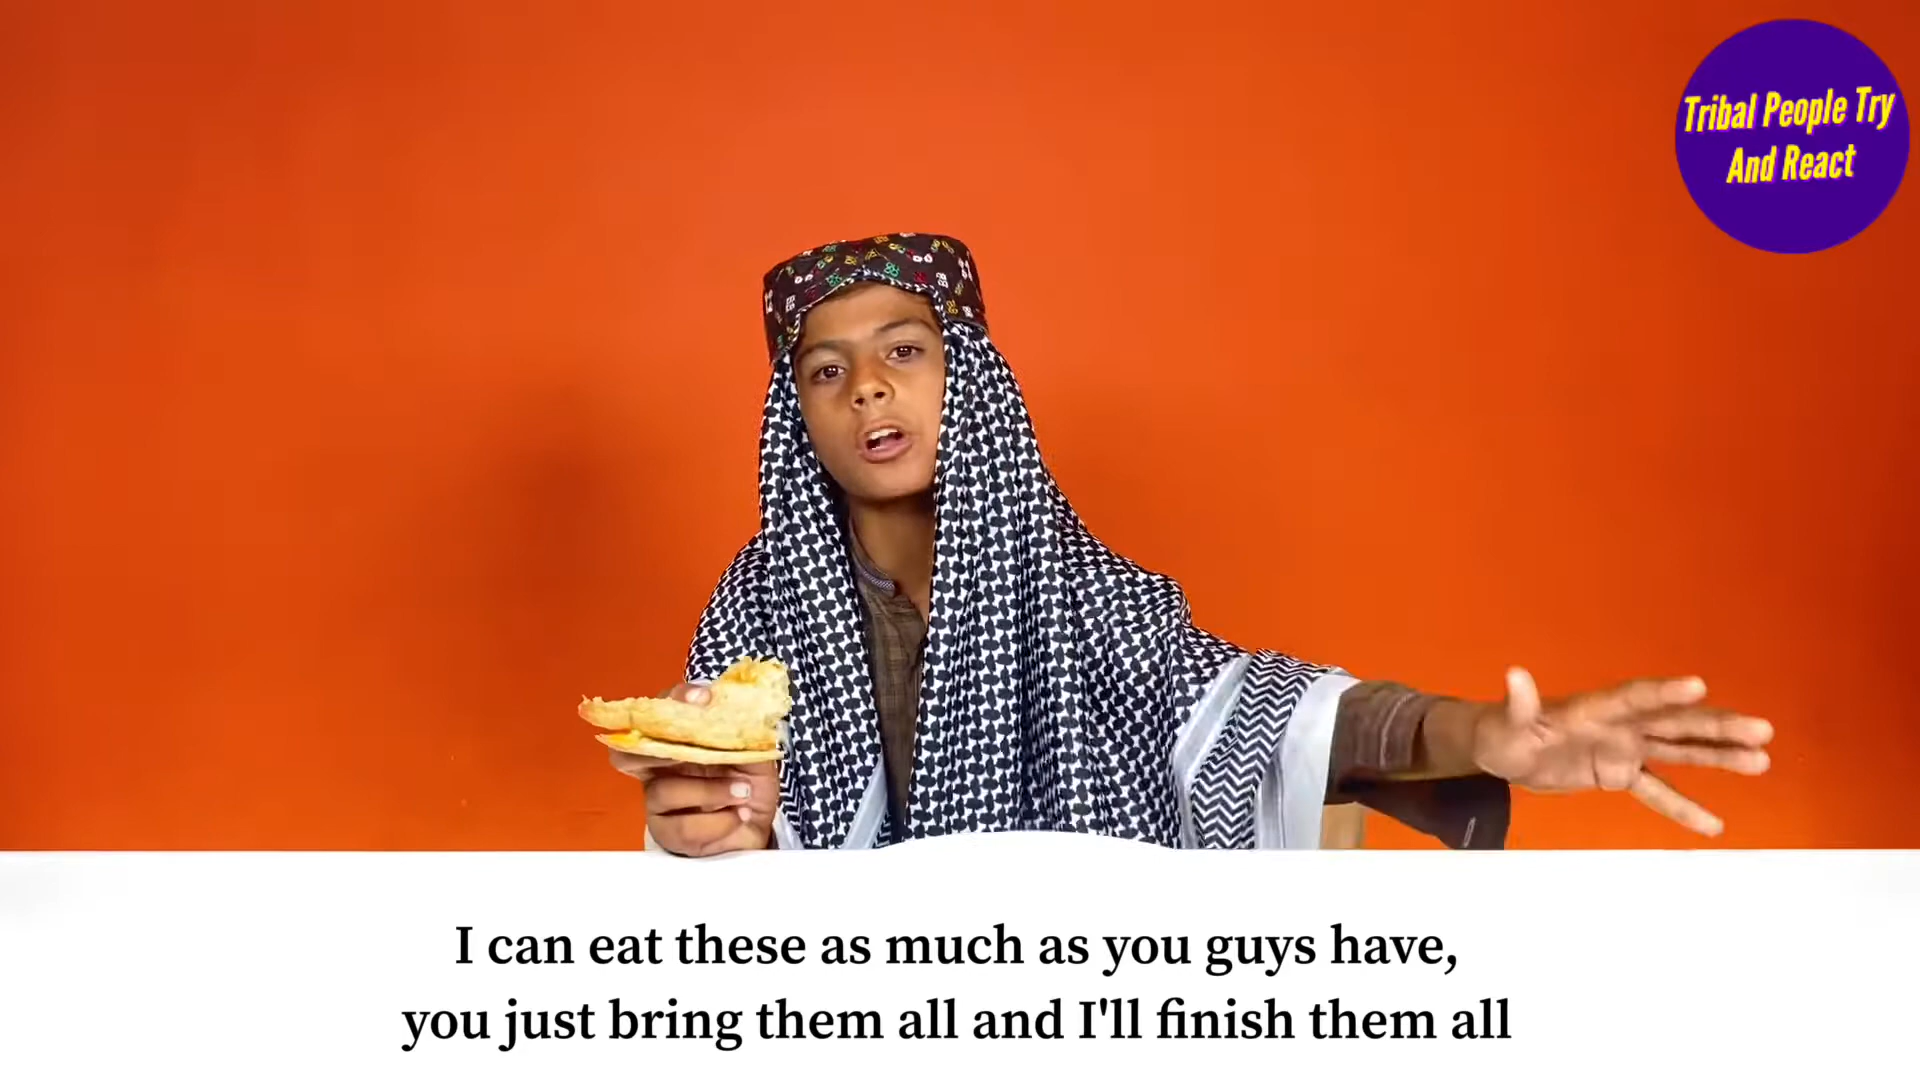 Tribal People Try
And React
I can eat these as much as you guys have,
you just bring them all and I'll finish them all